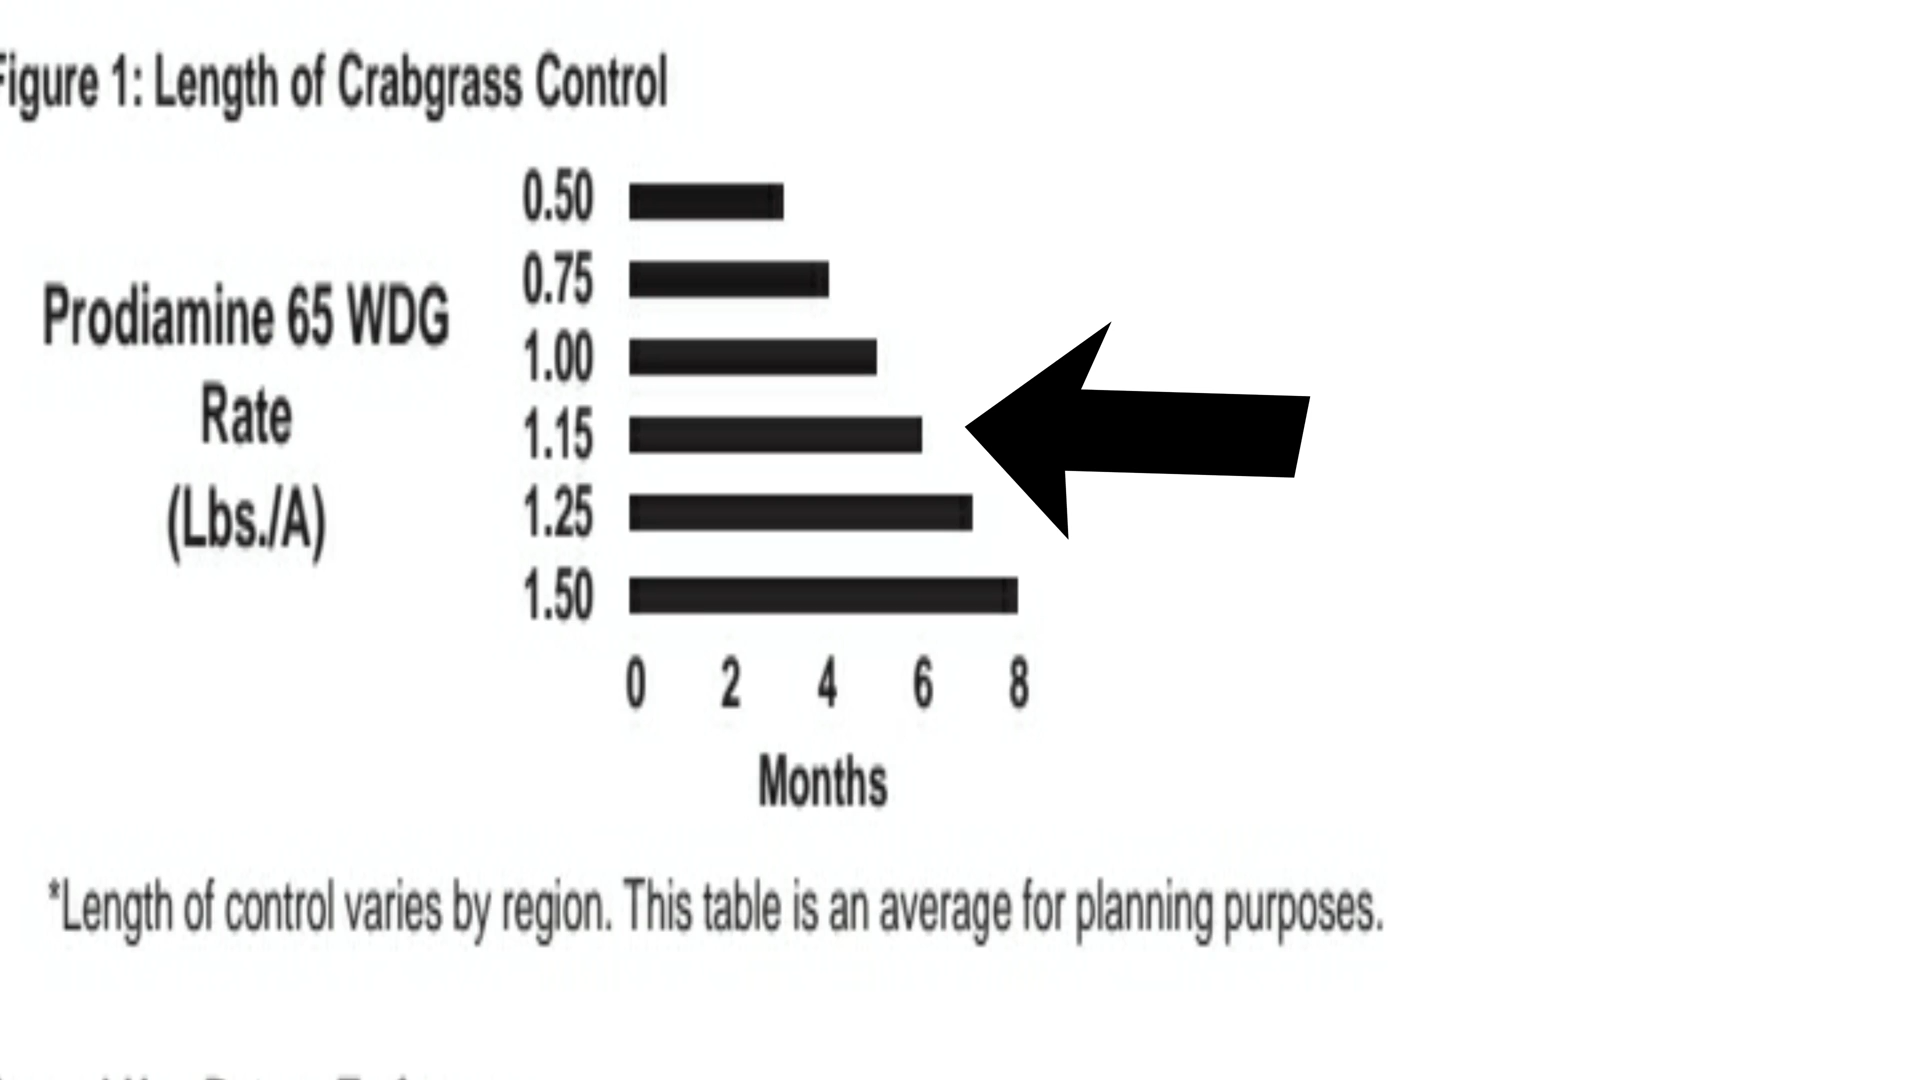 Figure 1: Length of Crabgrass Control
Prodiamine 65 WDG
Rate
(Lbs./A)
0.50
0.75
1.00
1.15
1.25
1.50
0 2 4 6 8
Months
*Length of control varies by region. This table is an average for planning purposes.